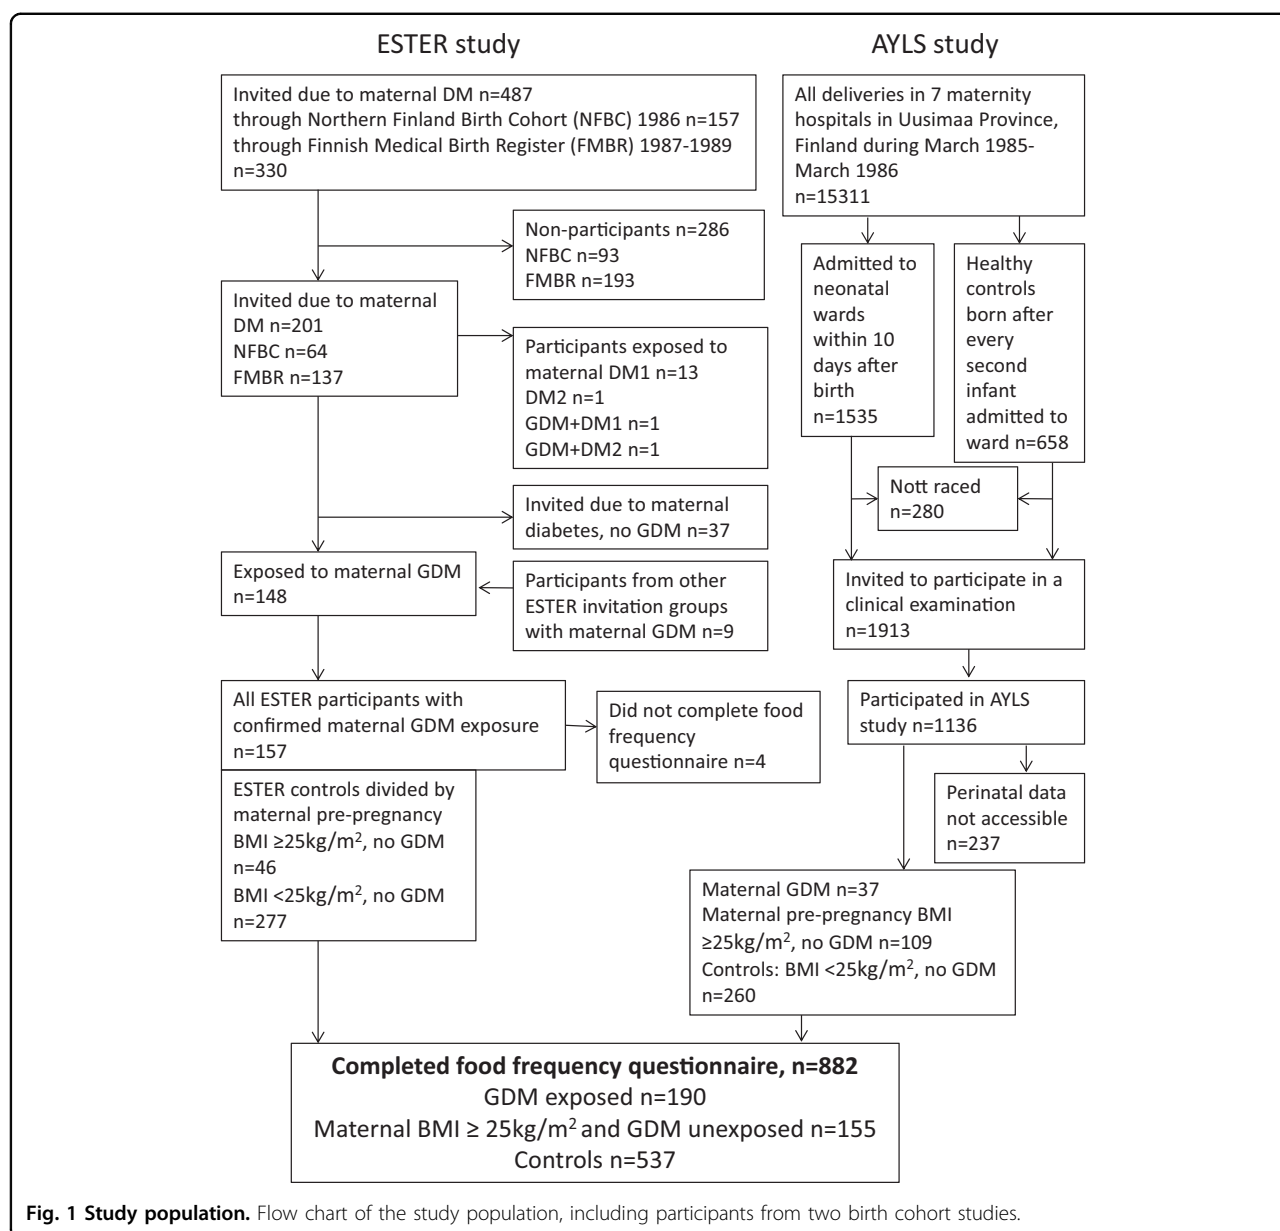 ESTER study
Invited due to maternal DM n=487
through Northern Finland Birth Cohort (NFBC) 1986 n=157
through Finnish Medical Birth Register (FMBR) 1987-1989
n=330
Non-participants n=286
NFBC n=93
FMBR n=193
Invited due to maternal
DM n=201
NFBC n=64
FMBR n=137
Participants exposed to
maternal DM1 n=13
DM2 n=1
GDM+DM1 n=1
GDM+DM2 n=1
Invited due to maternal
diabetes, no GDM n=37
Exposed to maternal GDM
n=148
Participants from other
ESTER invitation groups
with maternal GDM n=9
All ESTER participants with
confirmed maternal GDM exposure
n=157
Did not complete food
frequency
questionnaire n=4
ESTER controls divided by
maternal pre-pregnancy
BMI ≥25kg/m², no GDM
n=46
BMI <25kg/m², no GDM
n=277
AYLS study
All deliveries in 7 maternity
hospitals in Uusimaa Province,
Finland during March 1985-
March 1986
n=15311
Admitted to
neonatal
wards
within 10
days after
birth
n=1535
Healthy
controls
born after
every
second
infant
admitted to
ward n=658
Nott raced
n=280
Invited to participate in a
clinical examination
n=1913
Participated in AYLS
study n=1136
Perinatal data
not accessible
n=237
Maternal GDM n=37
Maternal pre-pregnancy BMI
≥25kg/m², no GDM n=109
Controls: BMI <25kg/m², no GDM
n=260
Completed food frequency questionnaire, n=882
GDM exposed n=190
Maternal BMI ≥ 25kg/m² and GDM unexposed n=155
Controls n=537
Fig. 1 Study population. Flow chart of the study population, including participants from two birth cohort studies.